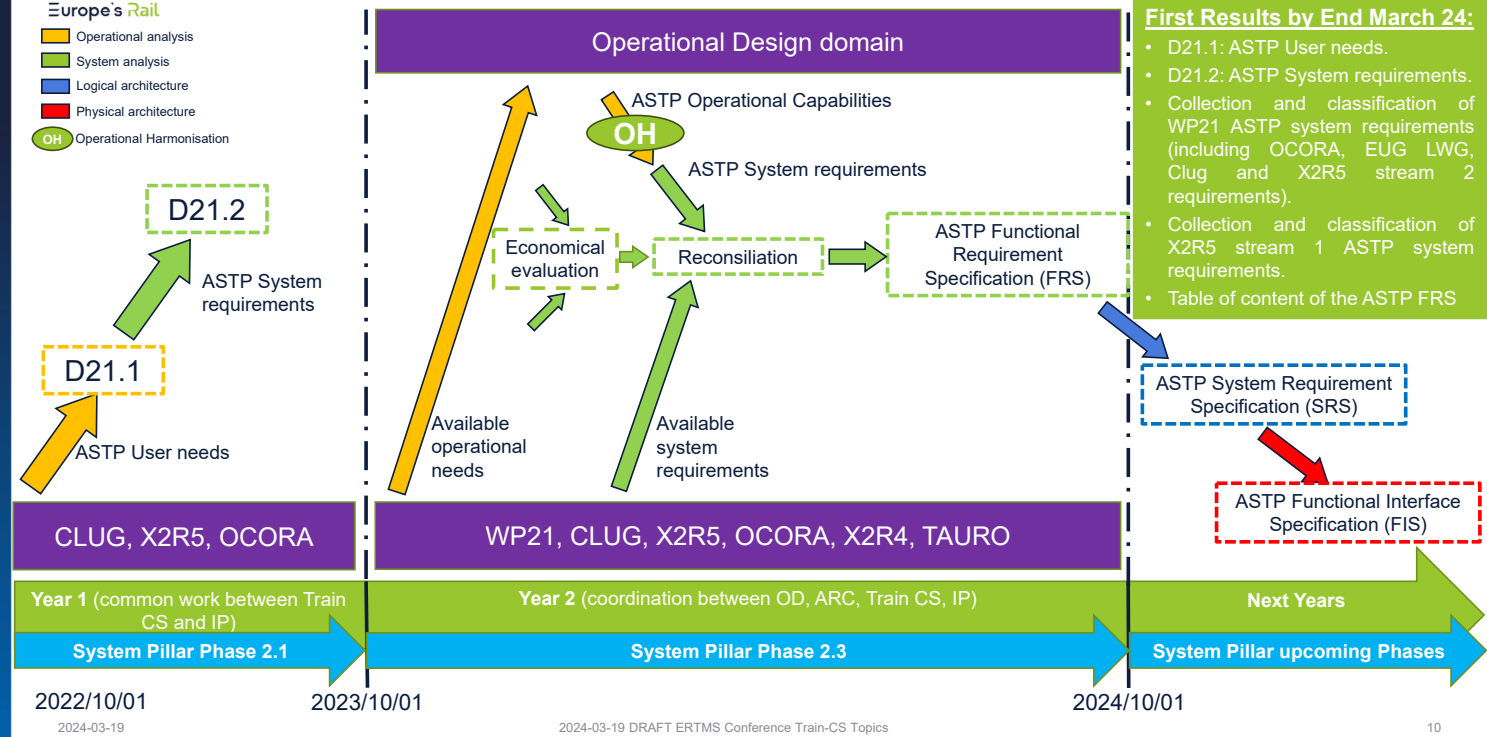 Europe's Rail
Operational analysis
System analysis
Logical architecture
Physical architecture
OH Operational Harmonisation
D21.2
ASTP System
requirements
D21.1
ASTP User needs
CLUG, X2R5, OCORA
Operational Design domain
ASTP Operational Capabilities
OH
ASTP System requirements
Economical
evaluation
Reconsiliation
ASTP Functional
Requirement
Specification (FRS)
Available
operational
needs
Available
system
requirements
WP21, CLUG, X2R5, OCORA, X2R4, TAURO
First Results by End March 24:
• D21.1: ASTP User needs.
• D21.2: ASTP System requirements.
• Collection and classification of
WP21 ASTP system requirements
(including OCORA, EUG LWG,
Clug and X2R5 stream 2
requirements).
• Collection and classification of
X2R5 stream 1 ASTP system
requirements.
• Table of content of the ASTP FRS
ASTP System Requirement
Specification (SRS)
ASTP Functional Interface
Specification (FIS)
Year 1 (common work between Train
CS and IP)
Year 2 (coordination between OD, ARC, Train CS, IP)
Next Years
System Pillar Phase 2.1
System Pillar Phase 2.3
System Pillar upcoming Phases
2022/10/01
2023/10/01
2024/10/01
2024-03-19
2024-03-19 DRAFT ERTMS Conference Train-CS Topics
10